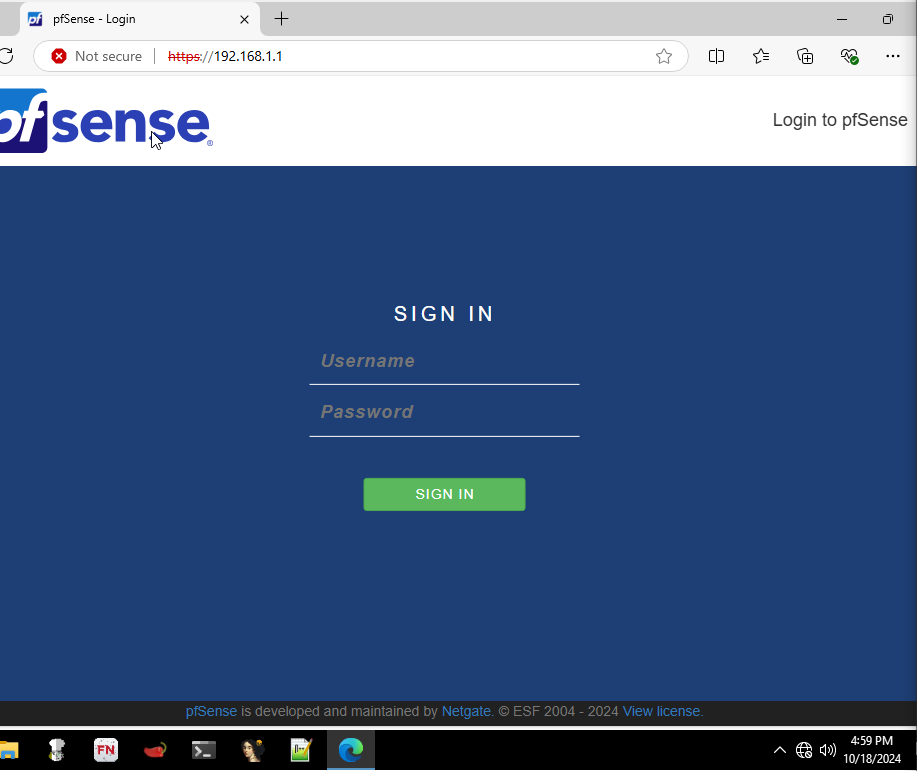 pfSense - Login
Not secure
https://192.168.1.1
pfsense®
Login to pfSense
SIGN IN
Username
Password
SIGN IN
pfSense is developed and maintained by Netgate. © ESF 2004 - 2024 View license.
FN
4:59 PM
10/18/2024